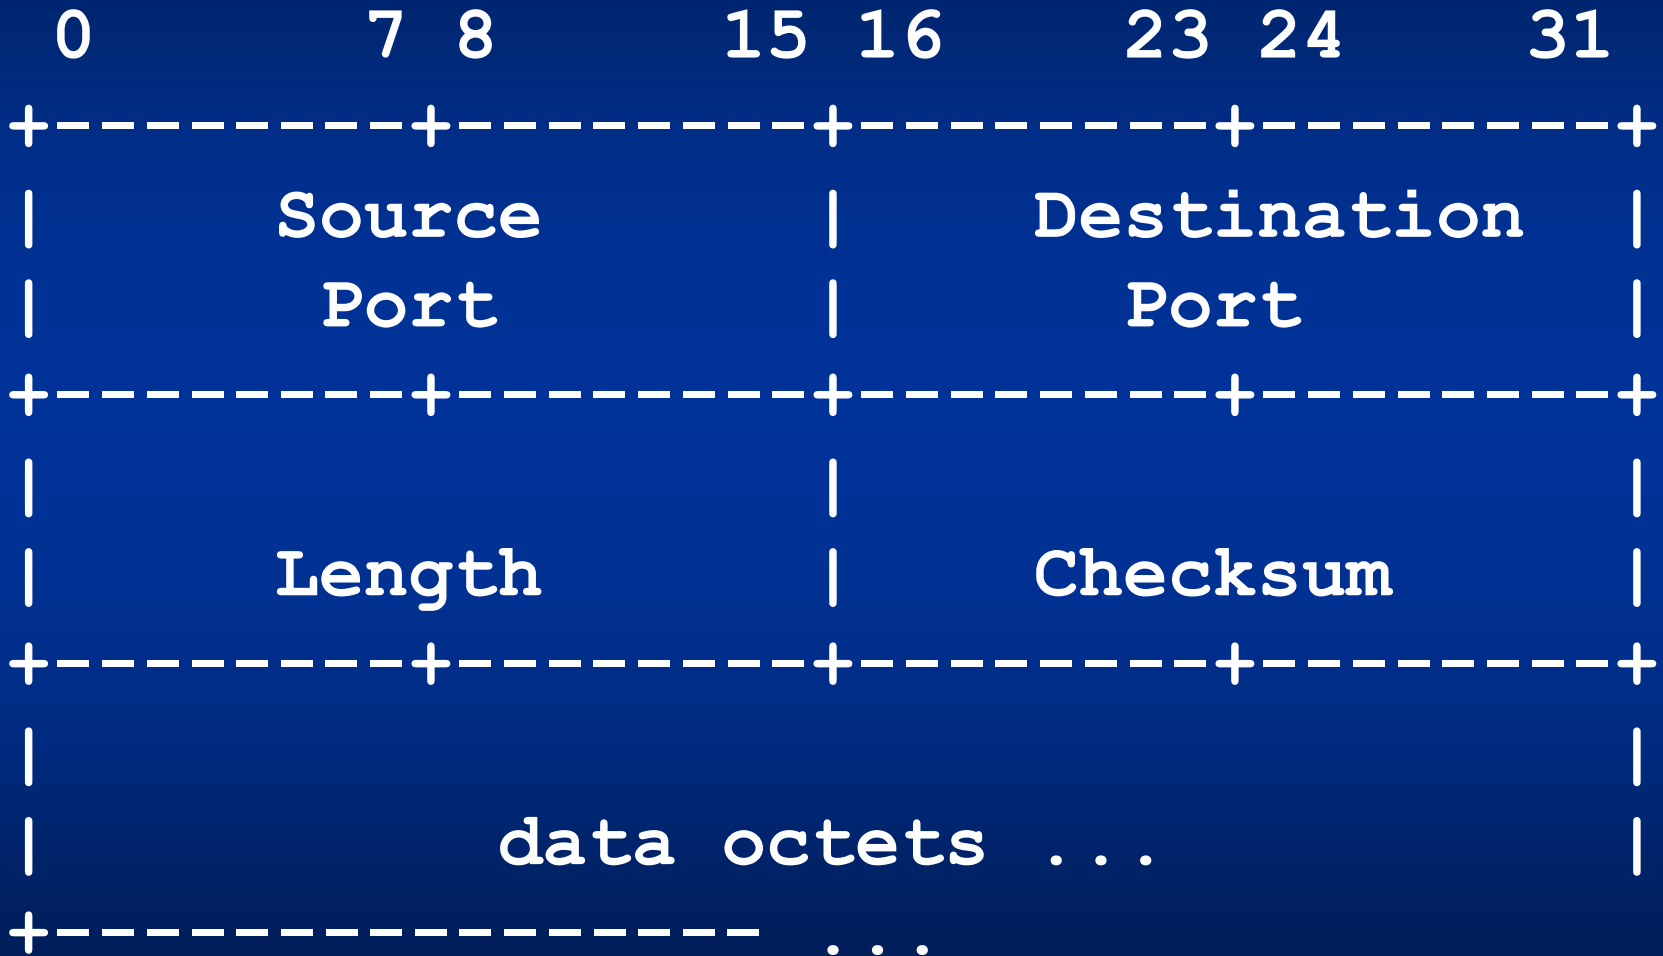 0 7 8 15 16 23 24 31
+--------+--------+--------+--------+
| Source | Destination |
| Port | Port |
+--------+--------+--------+--------+
| | |
| Length | Checksum |
+--------+--------+--------+--------+
| |
| data octets ... |
+---------------- ...